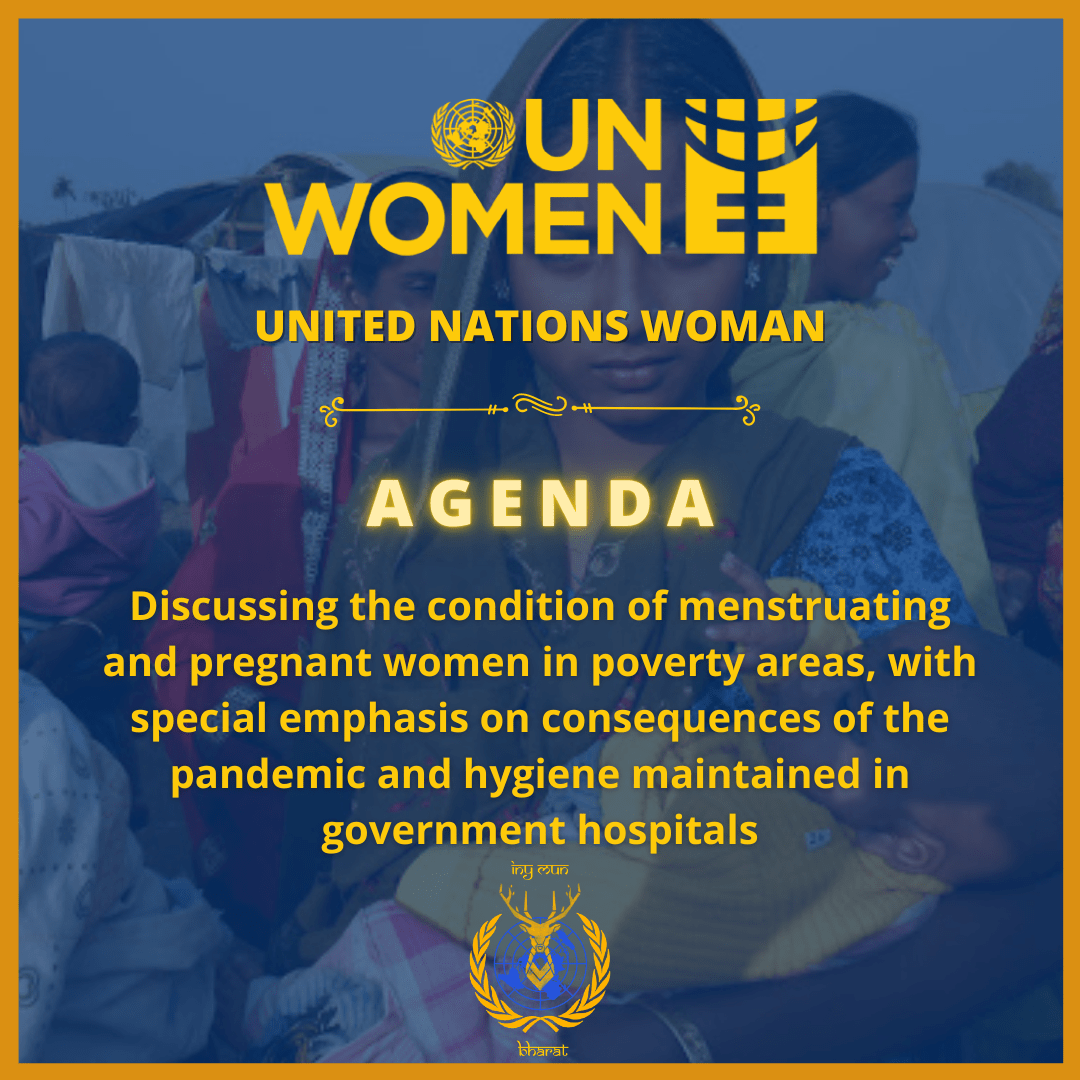 UN
WOMEN
UNITED NATIONS WOMAN
AGENDA
Discussing the condition of menstruating
and pregnant women in poverty areas, with
special emphasis on consequences of the
pandemic and hygiene maintained in
government hospitals
iny mun
bharat